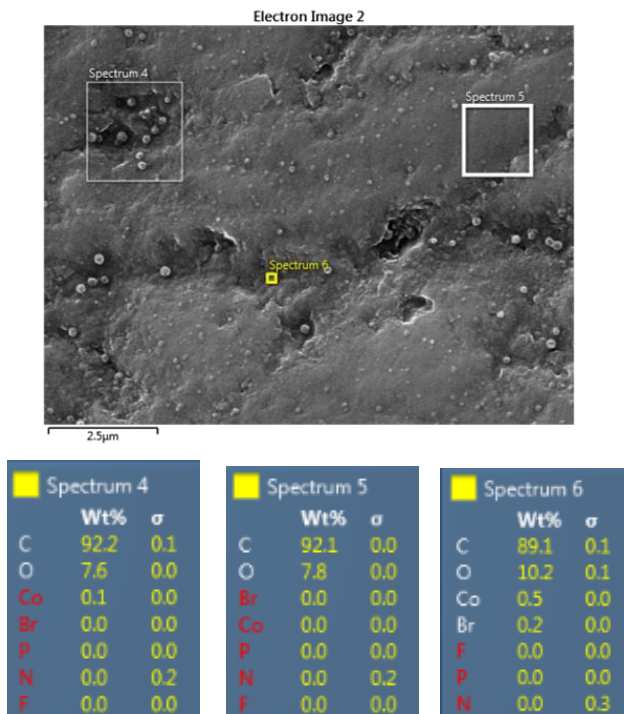 Electron Image 2
Spectrum 4
Spectrum 5
Spectrum 6
2.5µm
Spectrum 4
Wt% σ
C 92.2 0.1
O 7.6 0.0
Co 0.1 0.0
Br 0.0 0.0
P 0.0 0.0
N 0.0 0.2
F 0.0 0.0
Spectrum 5
Wt% σ
C 92.1 0.0
O 7.8 0.0
Br 0.0 0.0
Co 0.0 0.0
P 0.0 0.0
N 0.0 0.2
F 0.0 0.0
Spectrum 6
Wt% σ
C 89.1 0.1
O 10.2 0.1
Co 0.5 0.0
Br 0.2 0.0
F 0.0 0.0
P 0.0 0.0
N 0.0 0.3